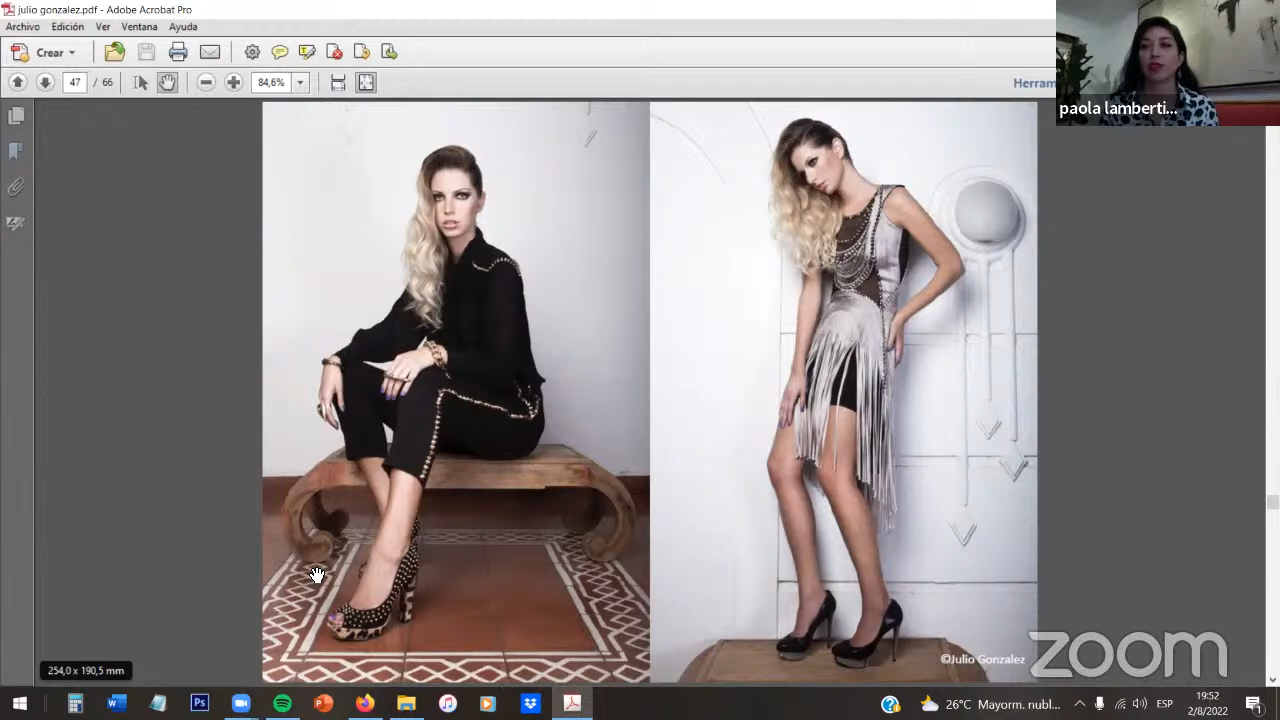 julio gonzalez.pdf - Adobe Acrobat Pro
Archivo Edición Ver Ventana Ayuda
Crear
47 / 66 84,6%
Herram
paola lamberti...
©Julio Gonzalez
zoom
254,0 x 190,5 mm
26°C Mayorm. nubl... ESP 19:52
2/8/2022